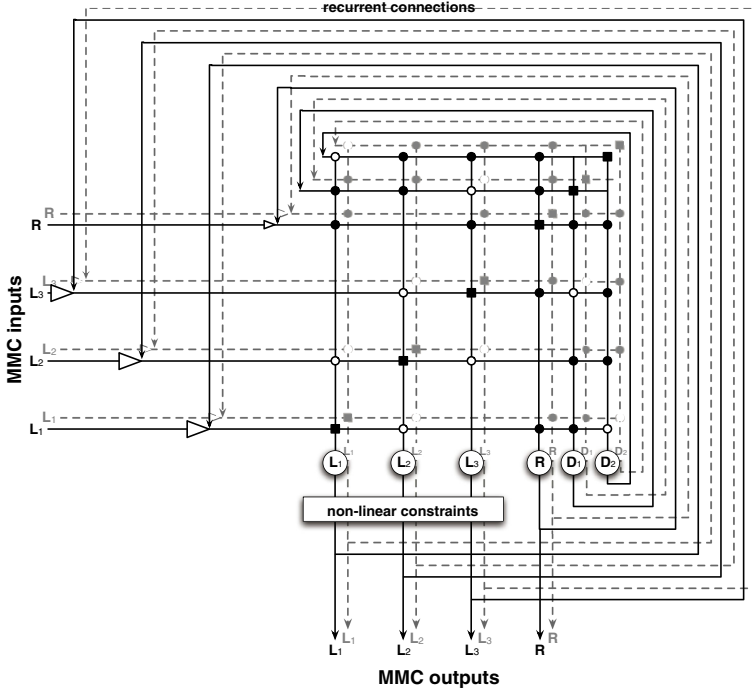 recurrent connections
R
R
L3
L3
L2
L2
L1
L1
MMC inputs
L1 L1 L2 L2 L3 L3 R R D1 D1 D2 D2
non-linear constraints
L1 L2 L3 R
L1 L2 L3 R
MMC outputs